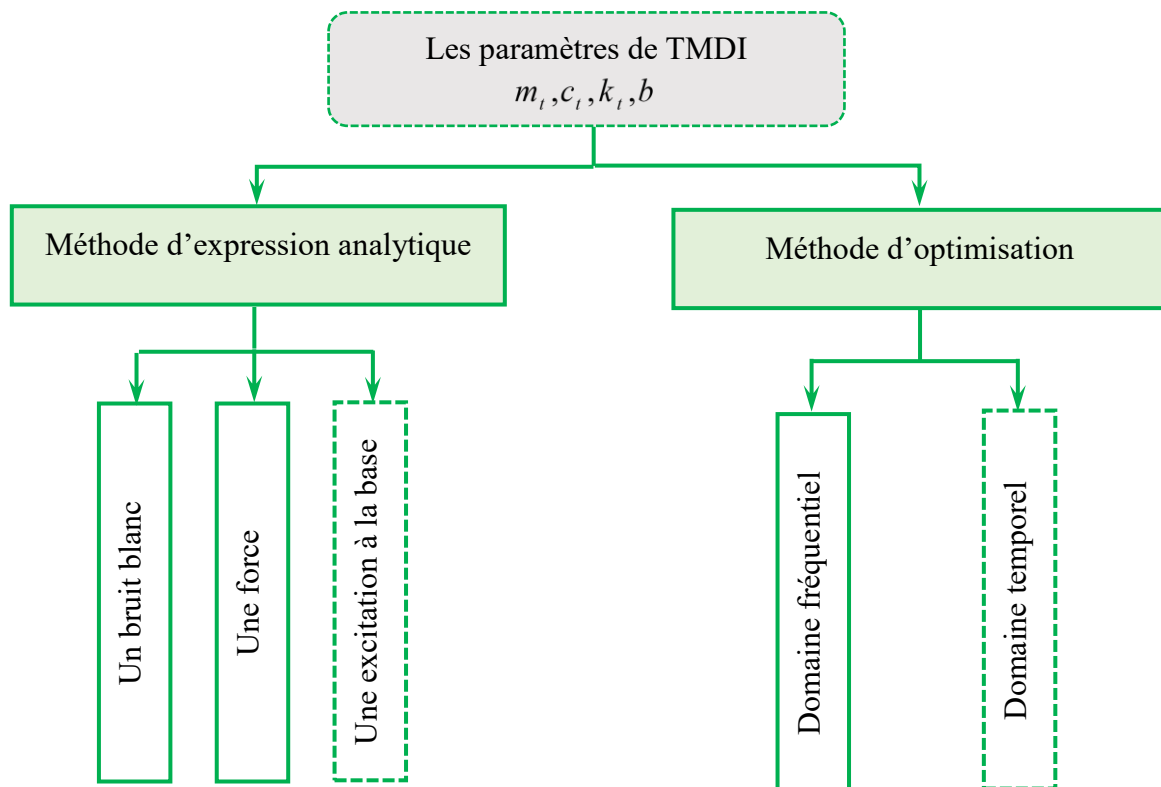 Les paramètres de TMDI
m_t, c_t, k_t, b
Méthode d’expression analytique
Méthode d’optimisation
Un bruit blanc
Une force
Une excitation à la base
Domaine fréquentiel
Domaine temporel